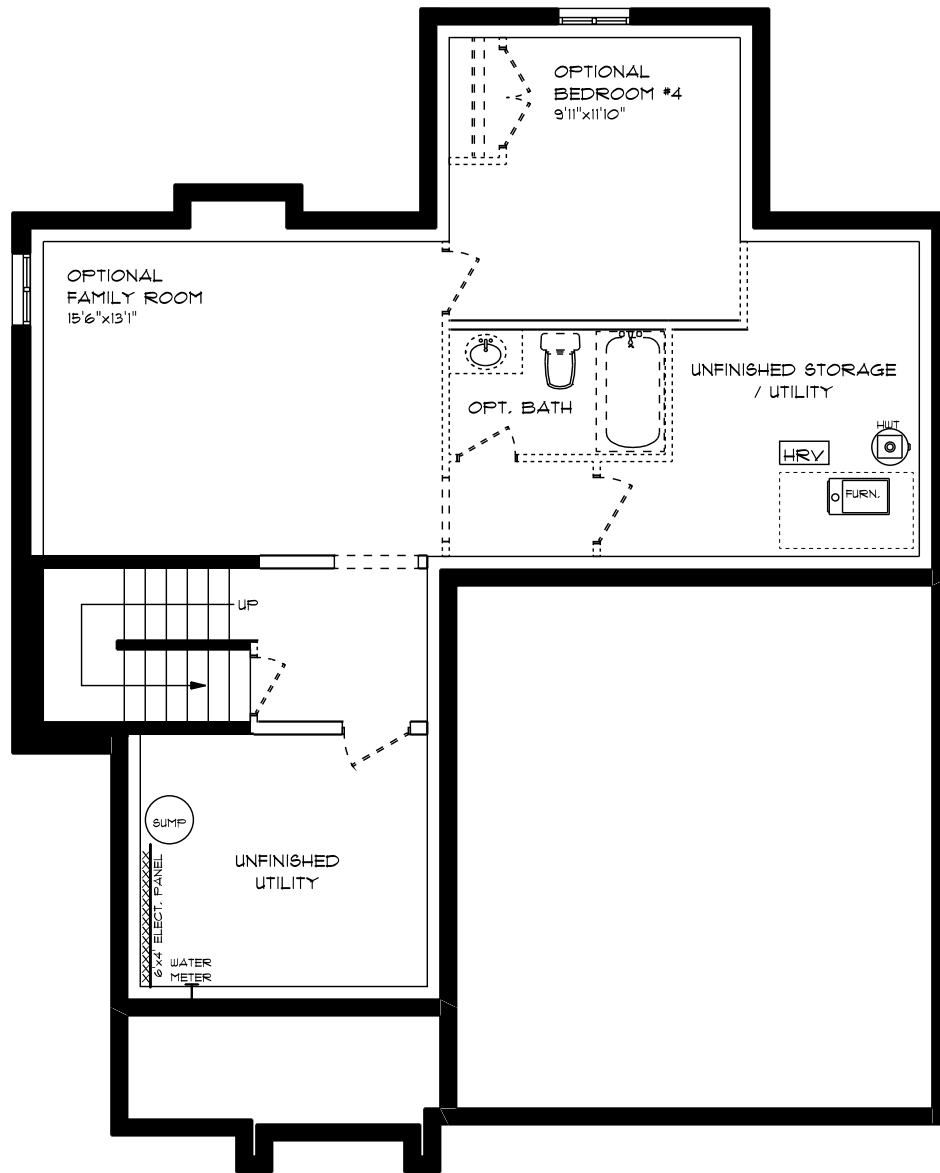 OPTIONAL
BEDROOM #4
9'11"x11'10"
OPTIONAL
FAMILY ROOM
15'6"x13'1"
UNFINISHED STORAGE
/ UTILITY
OPT. BATH
HWT
HRV
FURN.
UP
SUMP
UNFINISHED
UTILITY
6'x4' ELECT. PANEL
WATER
METER